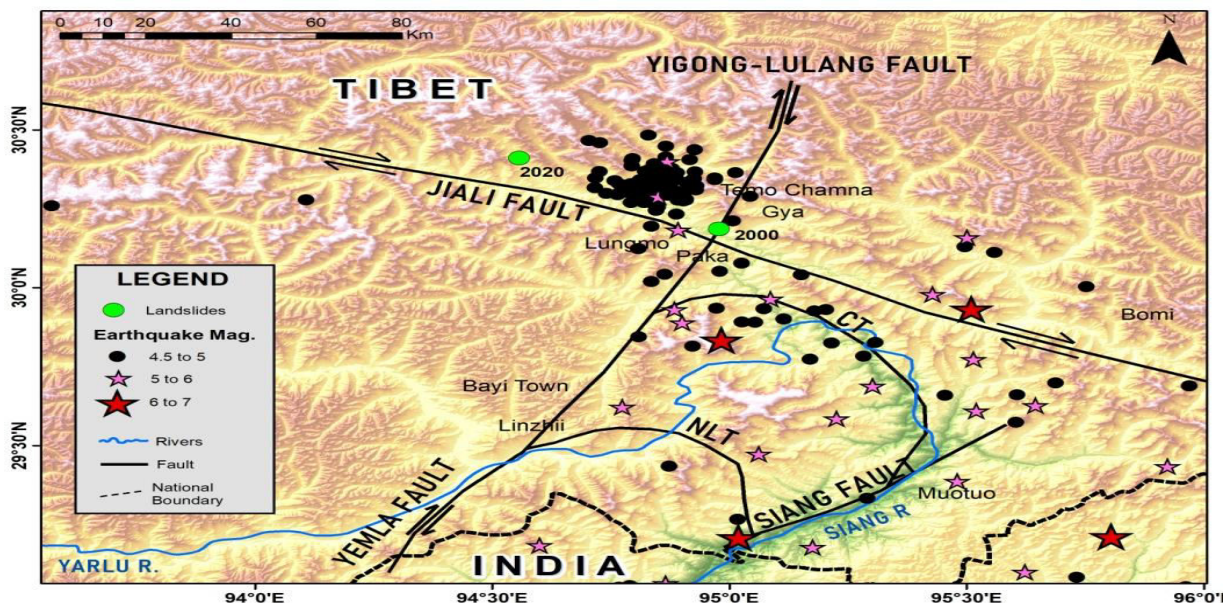 0 10 20 40 60 80
Km
N
TIBET
YIGONG-LULANG FAULT
2020
JIALI FAULT
Temo Chamna
Gya
2000
Lungmo
Paka
Bomi
CT
Bayi Town
Linzhii
NLT
YEMLA FAULT
SIANG FAULT
Muotuo
SIANG R
YARLU R.
INDIA
LEGEND
Landslides
Earthquake Mag.
4.5 to 5
5 to 6
6 to 7
Rivers
Fault
National
Boundary
30°30'N
30°0'N
29°30'N
94°0'E 94°30'E 95°0'E 95°30'E 96°0'E